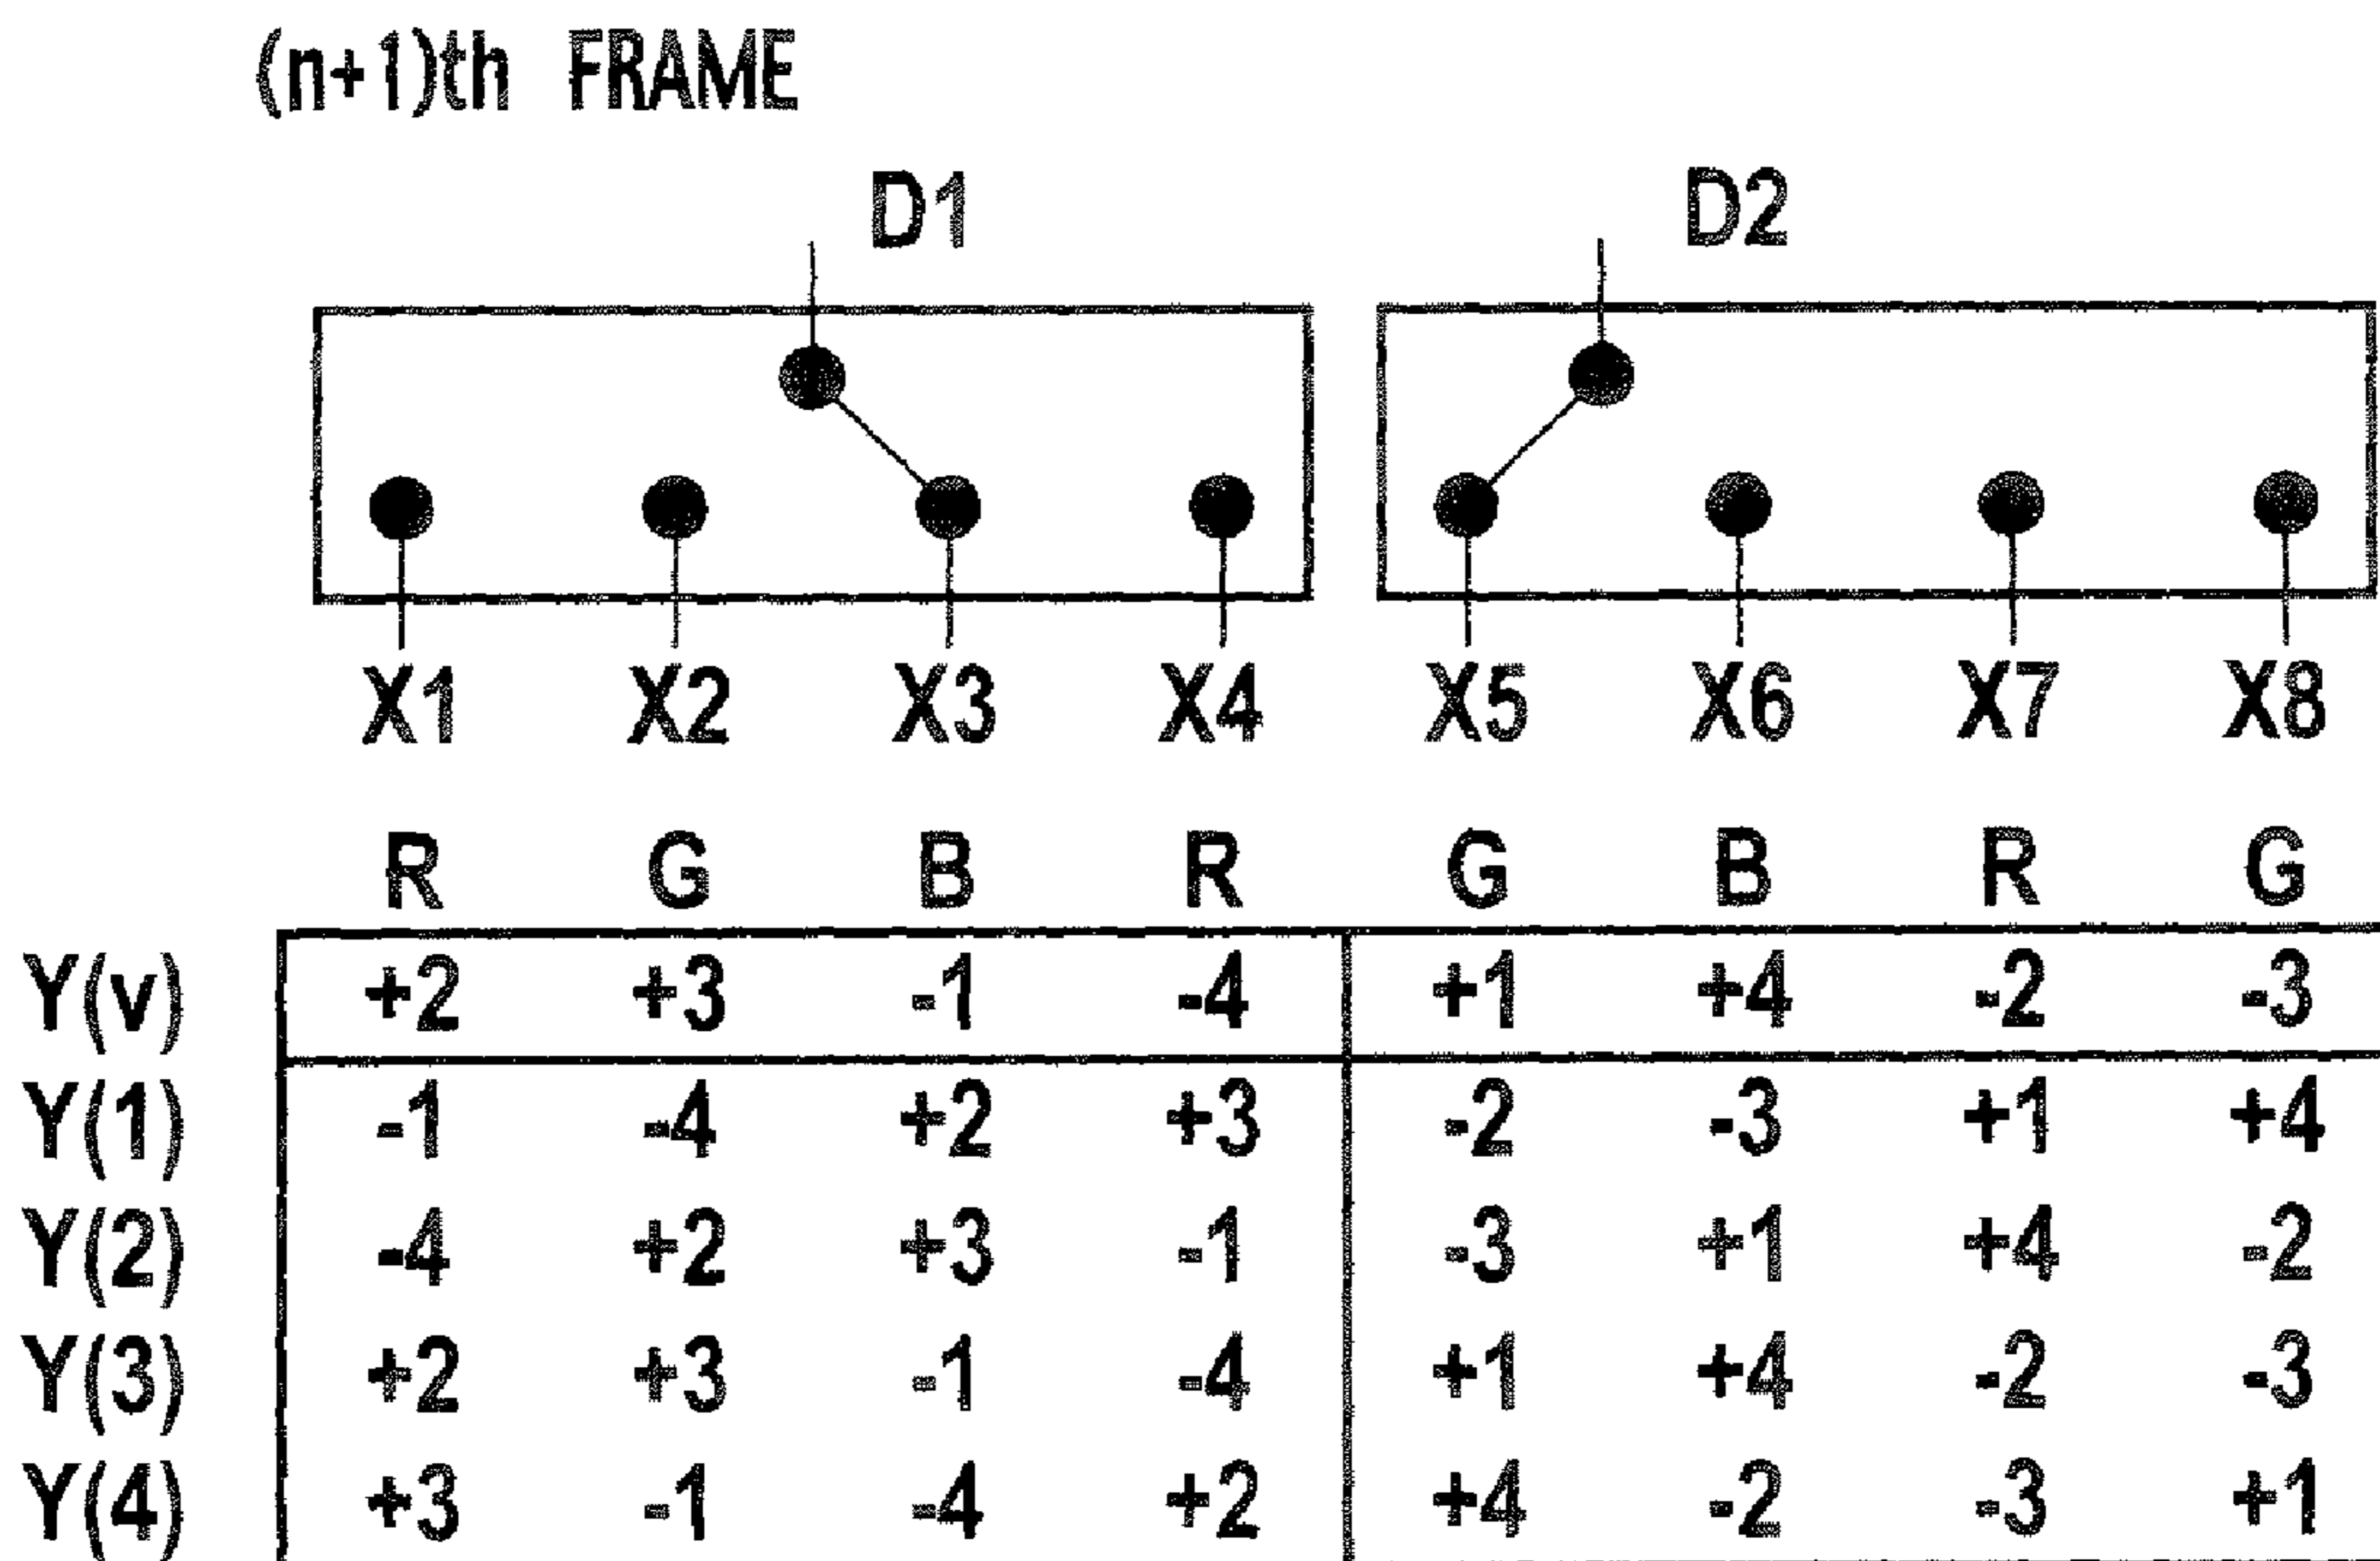 (n+1)th FRAME
D1 D2
X1 X2 X3 X4 X5 X6 X7 X8
R G B R G B R G
Y(v) +2 +3 -1 -4 +1 +4 -2 -3
Y(1) -1 -4 +2 +3 -2 -3 +1 +4
Y(2) -4 +2 +3 -1 -3 +1 +4 -2
Y(3) +2 +3 -1 -4 +1 +4 -2 -3
Y(4) +3 -1 -4 +2 +4 -2 -3 +1